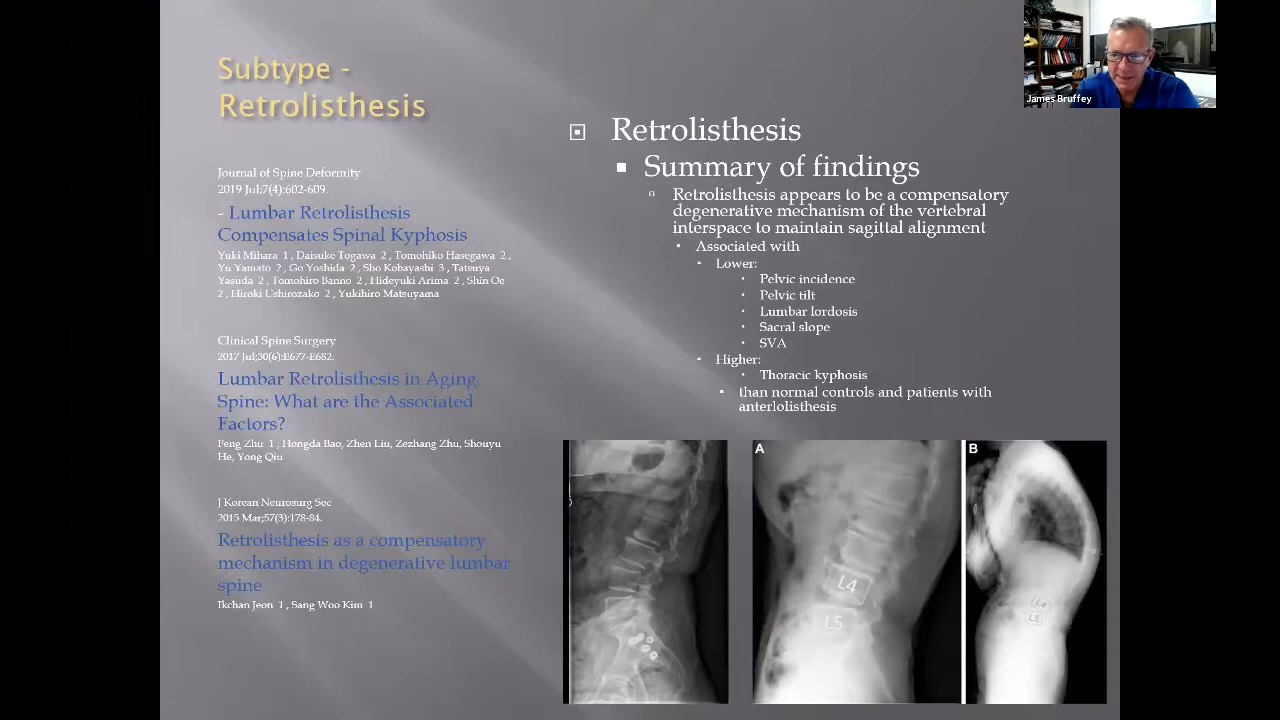 Subtype -
Retrolisthesis
Journal of Spine Deformity
2019 Jul;7(4):602-609.
- Lumbar Retrolisthesis
Compensates Spinal Kyphosis
Yuki Mihara 1 , Daisuke Togawa 2 , Tomohiko Hasegawa 2 ,
Yu Yamato 2 , Go Yoshida 2 , Sho Kobayashi 3 , Tatsuya
Yasuda 2 , Tomohiro Banno 2 , Hideyuki Arima 2 , Shin Oe
2 , Hiroki Ushirozako 2 , Yukihiro Matsuyama
Clinical Spine Surgery
2017 Jul;30(6):E677-E682.
Lumbar Retrolisthesis in Aging
Spine: What are the Associated
Factors?
Feng Zhu 1 , Hongda Bao, Zhen Liu, Zezhang Zhu, Shouyu
He, Yong Qiu
J Korean Neurosurg Soc
2015 Mar;57(3):178-84.
Retrolisthesis as a compensatory
mechanism in degenerative lumbar
spine
Ikchan Jeon 1 , Sang Woo Kim 1
Retrolisthesis
Summary of findings
Retrolisthesis appears to be a compensatory
degenerative mechanism of the vertebral
interspace to maintain sagittal alignment
Associated with
Lower:
Pelvic incidence
Pelvic tilt
Lumbar lordosis
Sacral slope
SVA
Higher:
Thoracic kyphosis
than normal controls and patients with
anterlolisthesis
A
L4
L5
B
L4
L5
James Bruffey